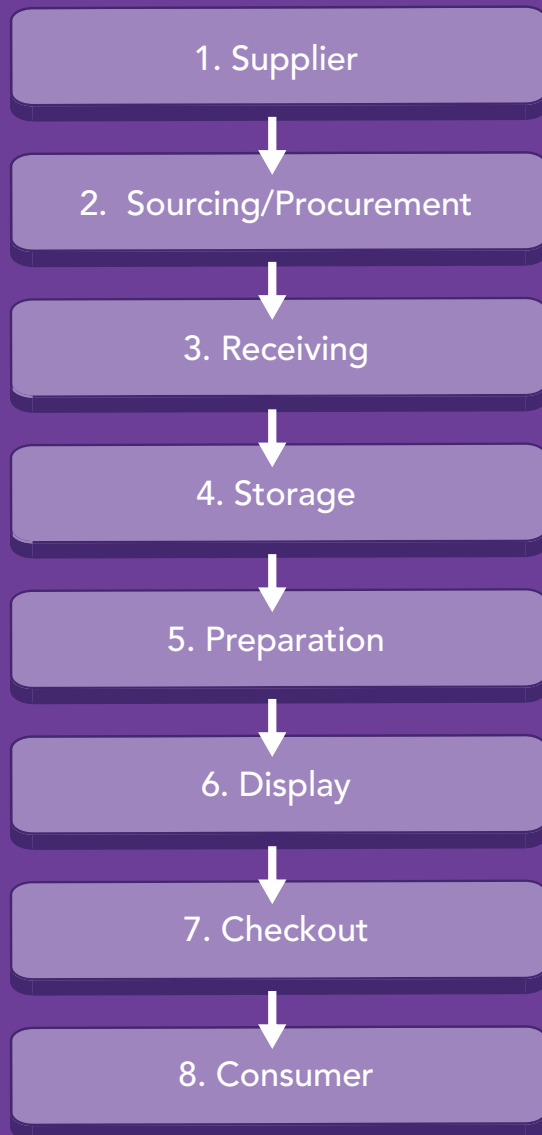 1. Supplier
2. Sourcing/Procurement
3. Receiving
4. Storage
5. Preparation
6. Display
7. Checkout
8. Consumer